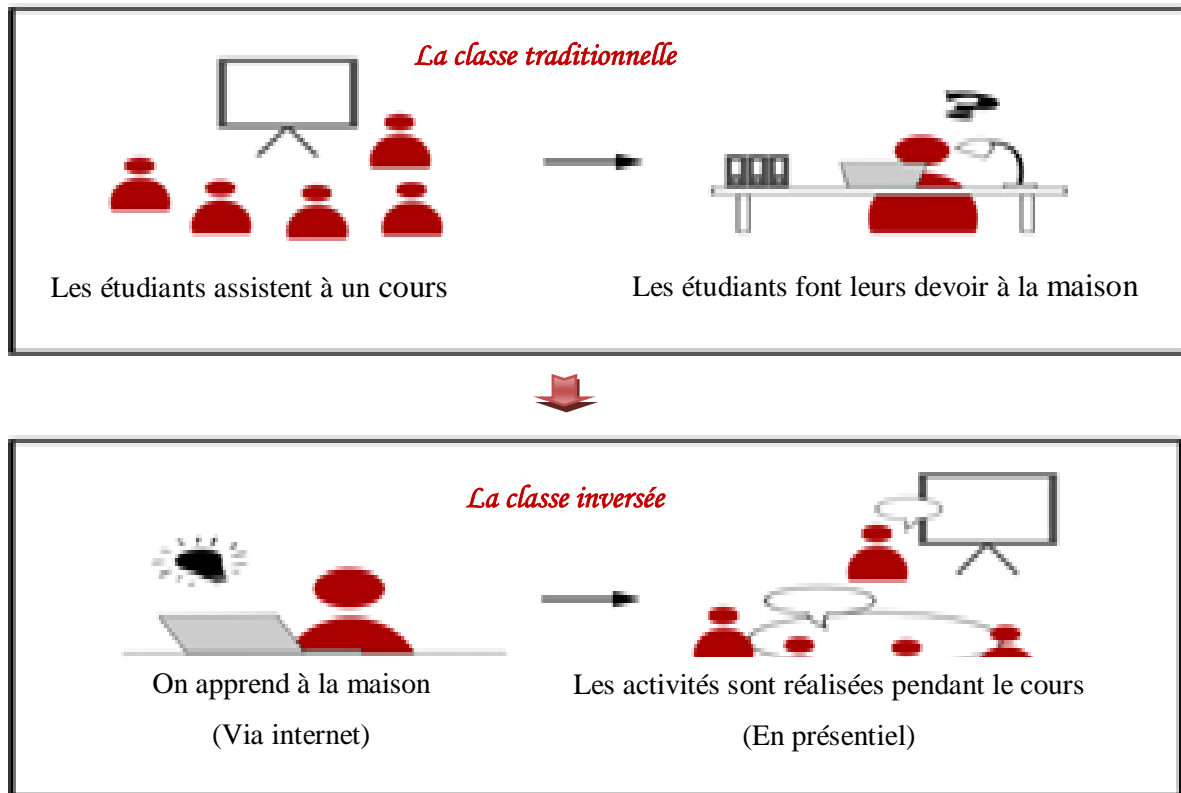 La classe traditionnelle
Les étudiants assistent à un cours
Les étudiants font leurs devoir à la maison
La classe inversée
On apprend à la maison
(Via internet)
Les activités sont réalisées pendant le cours
(En présentiel)